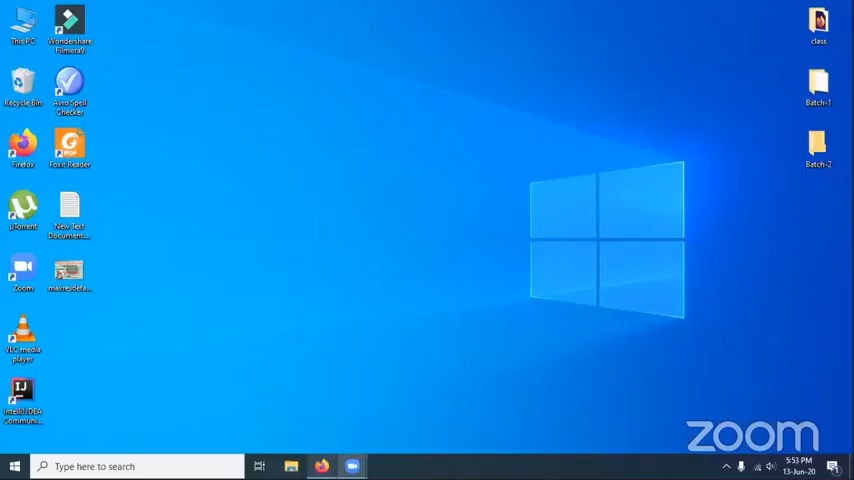 This PC
Wondershare
Filmora9
Recycle Bin
Avro Spell
Checker
Firefox
Foxit Reader
µTorrent
New Text
Document....
Zoom
maxresdefa...
VLC media
player
IntelliJ IDEA
Communi...
class
Batch-1
Batch-2
zoom
Type here to search
5:53 PM
13-Jun-20